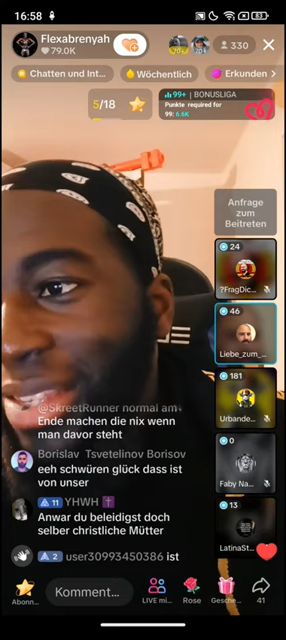 16:58
83
Flexabrenyah
79.0K
330
Chatten und Int...
Wöchentlich
Erkunden
5/18
99+ | BONUSLIGA
Punkte required for
99: 6.6K
Anfrage
zum
Beitreten
24
?FragDic...
46
Liebe_zum_...
181
Urbande...
0
Faby Na...
13
LatinaSt...
@SkreetRunner normal am
Ende machen die nix wenn
man davor steht
Borislav Tsvetelinov Borisov
eeh schwüren glück dass ist
von unser
11 YHWH
Anwar du beleidigst doch
selber christliche Mütter
2 user30993450386 ist
Abonn...
Komment...
LIVE mi...
Rose
Gesche...
41